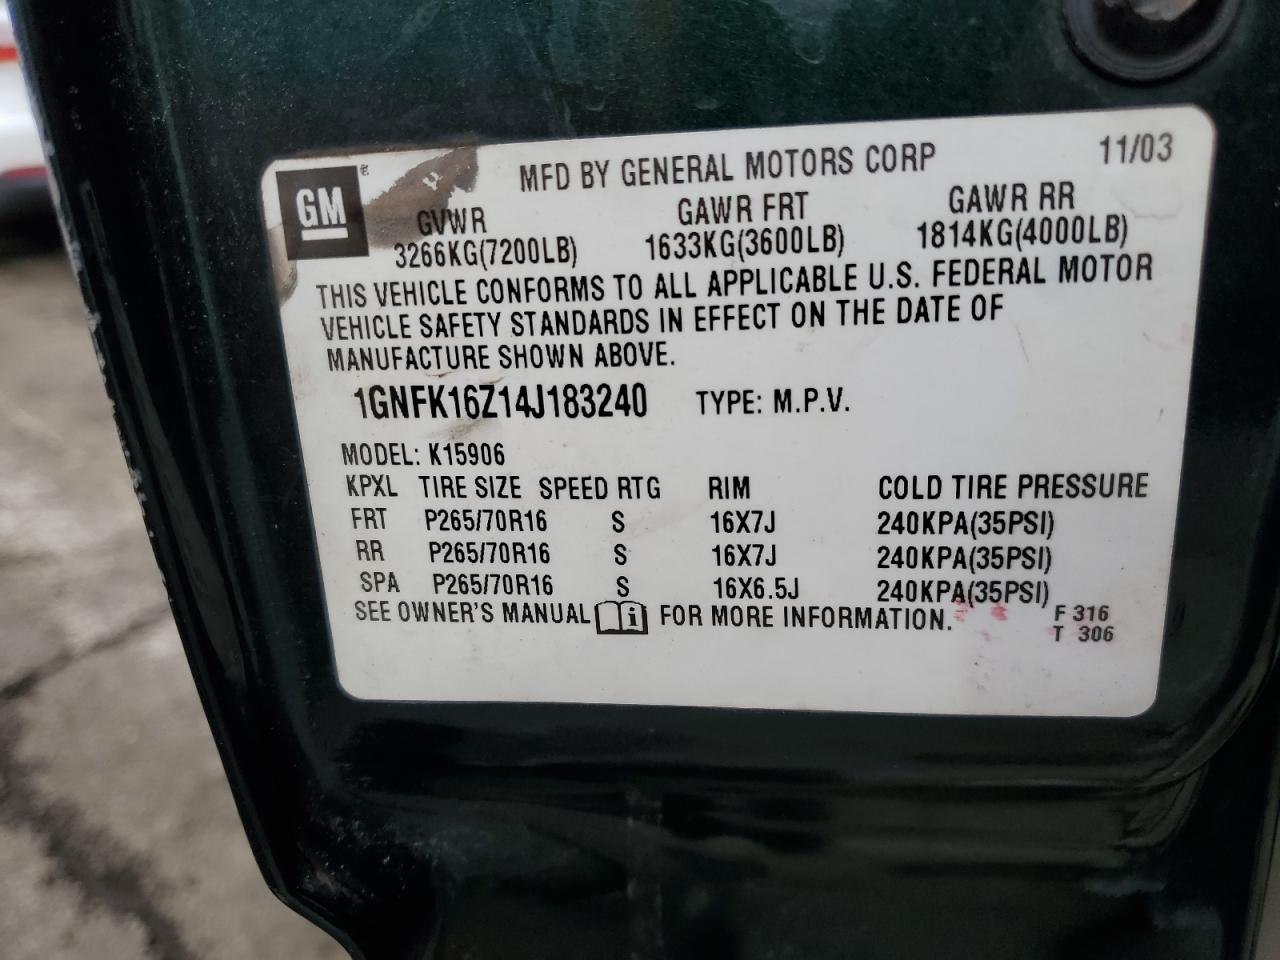 GM®
MFD BY GENERAL MOTORS CORP 11/03
GVWR GAWR FRT GAWR RR
3266KG(7200LB) 1633KG(3600LB) 1814KG(4000LB)
THIS VEHICLE CONFORMS TO ALL APPLICABLE U.S. FEDERAL MOTOR
VEHICLE SAFETY STANDARDS IN EFFECT ON THE DATE OF
MANUFACTURE SHOWN ABOVE.
1GNFK16Z14J183240 TYPE: M.P.V.
MODEL: K15906
KPXL TIRE SIZE SPEED RTG RIM COLD TIRE PRESSURE
FRT P265/70R16 S 16X7J 240KPA(35PSI)
RR P265/70R16 S 16X7J 240KPA(35PSI)
SPA P265/70R16 S 16X6.5J 240KPA(35PSI)
SEE OWNER'S MANUAL i FOR MORE INFORMATION. F 316
T 306